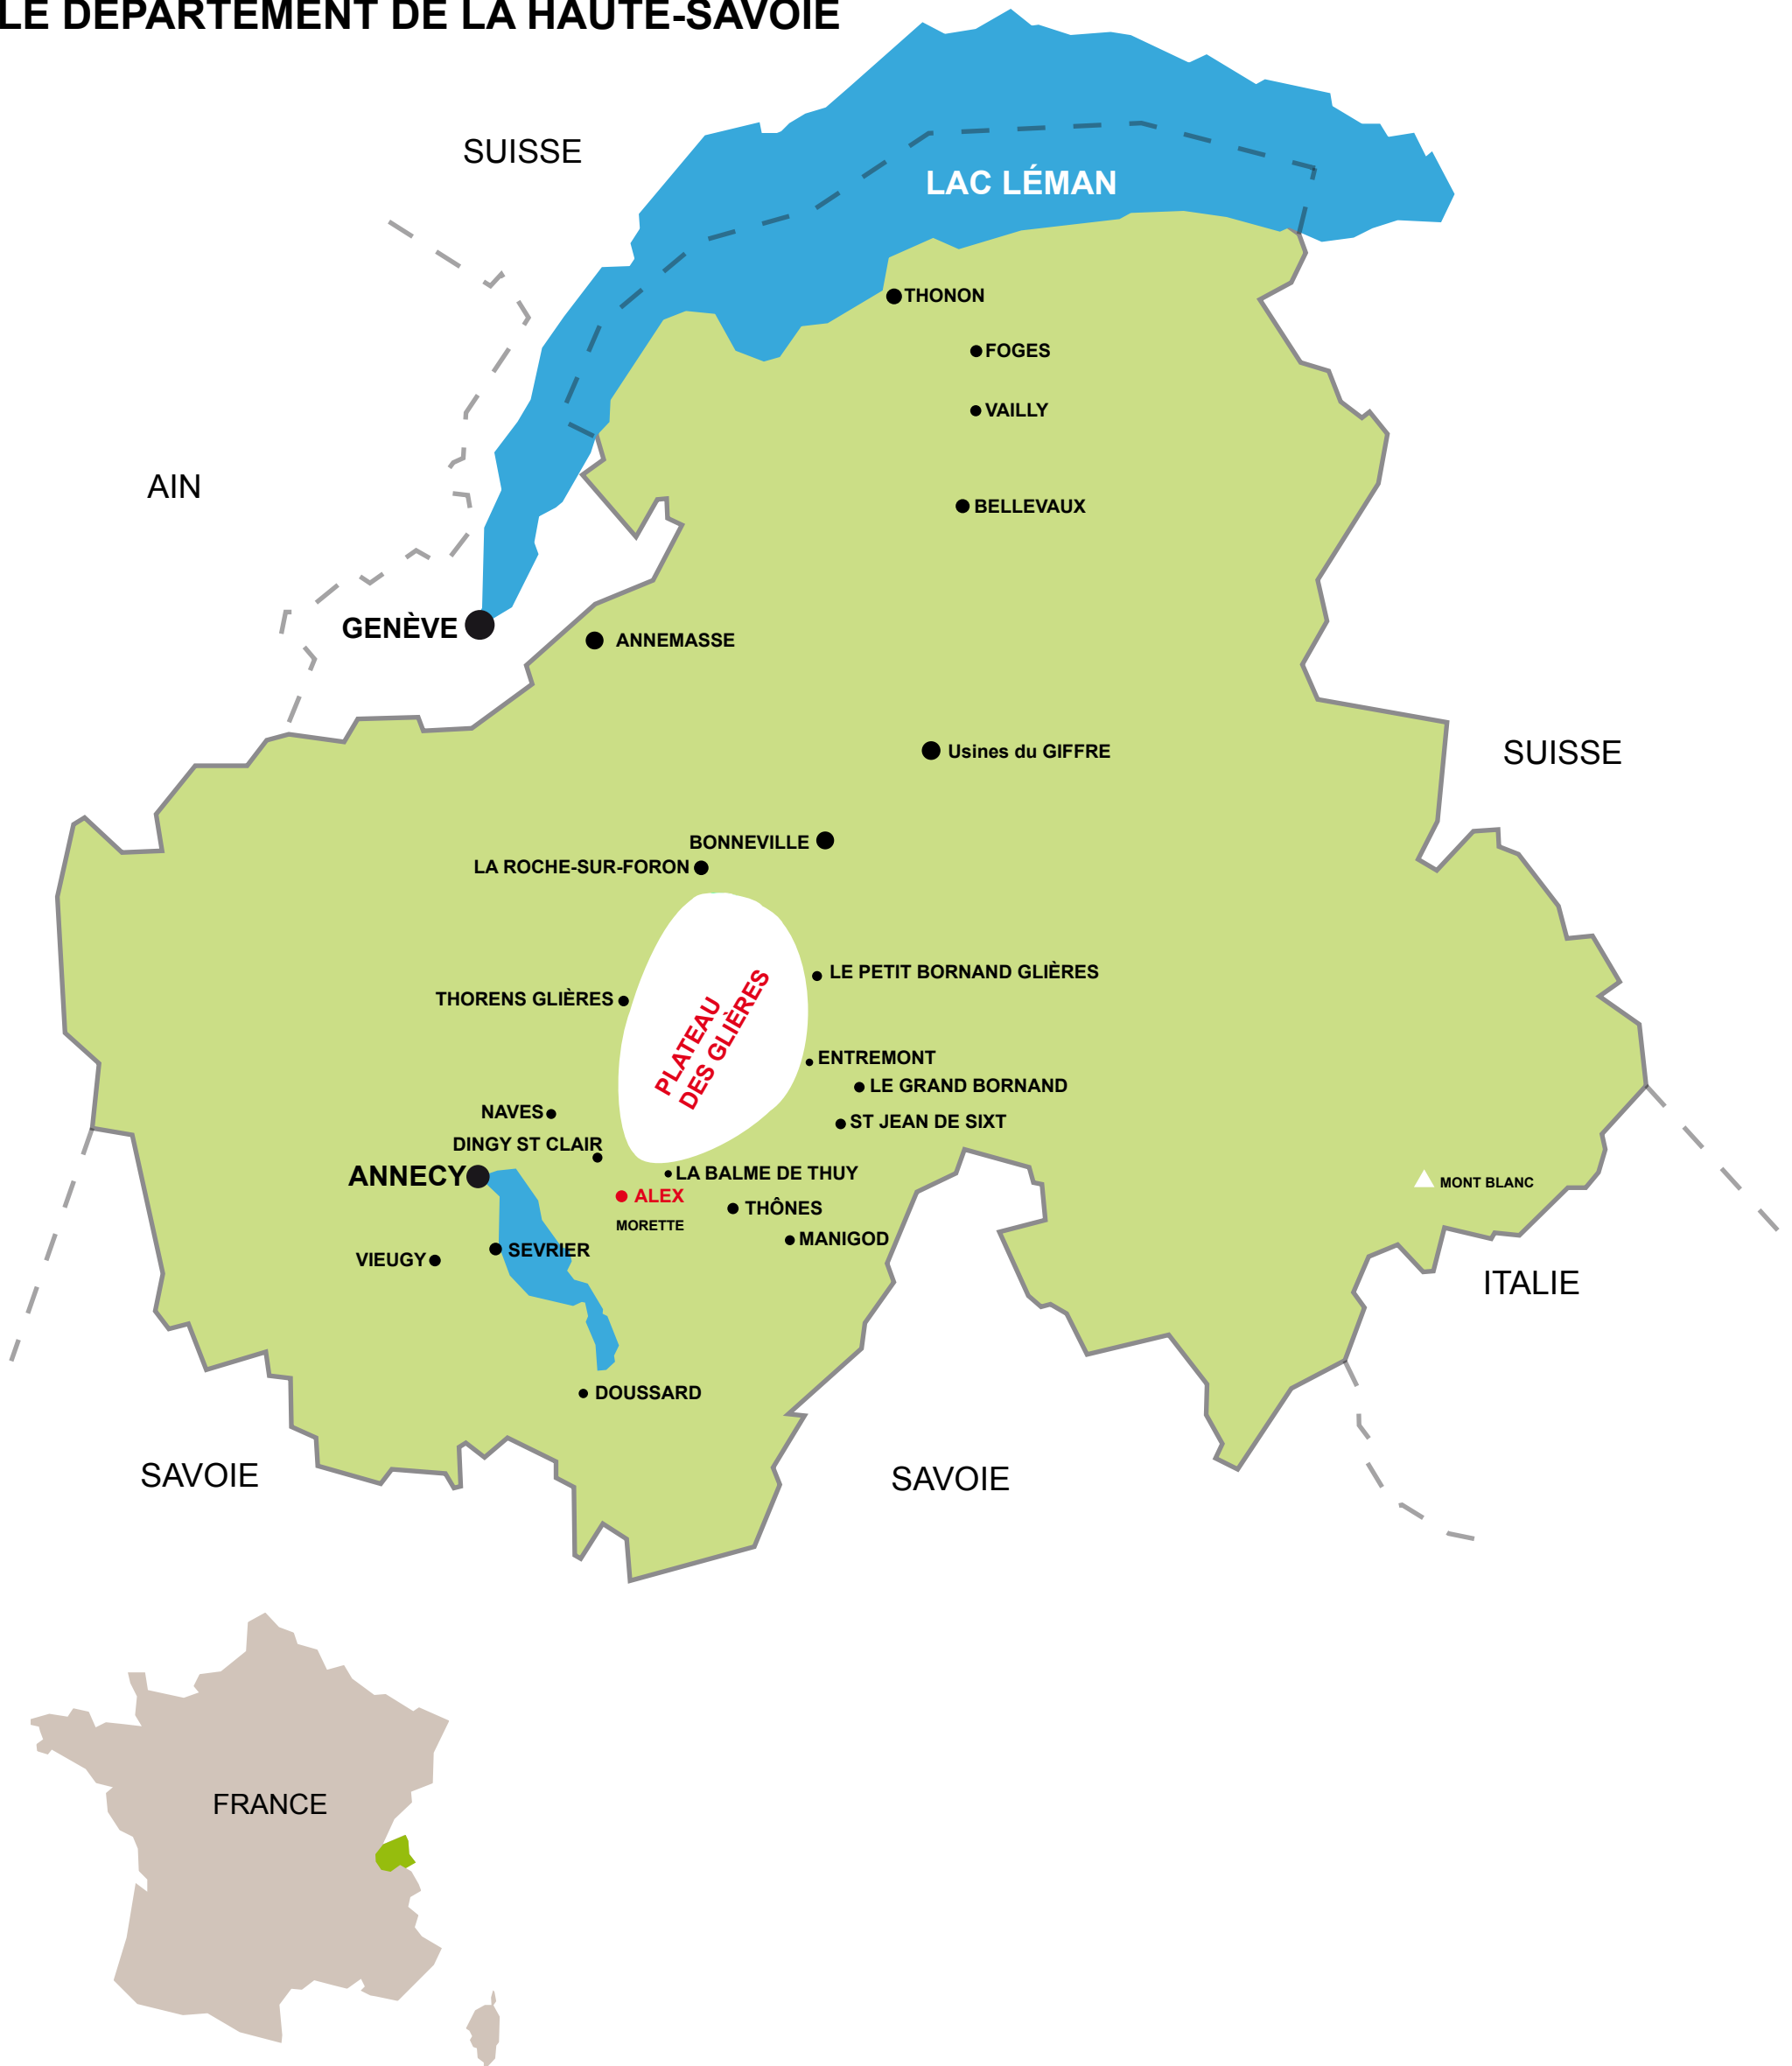 LE DEPARTEMENT DE LA HAUTE-SAVOIE
SUISSE
LAC LÉMAN
THONON
FOGES
VAILLY
AIN
BELLEVAUX
GENÈVE
ANNEMASSE
Usines du GIFFRE
SUISSE
BONNEVILLE
LA ROCHE-SUR-FORON
LE PETIT BORNAND GLIÈRES
THORENS GLIÈRES
PLATEAU
DES GLIÈRES
ENTREMONT
LE GRAND BORNAND
NAVES
ST JEAN DE SIXT
DINGY ST CLAIR
ANNECY
LA BALME DE THUY
MONT BLANC
ALEX
THÔNES
MORETTE
MANIGOD
SEVRIER
VIEUGY
ITALIE
DOUSSARD
SAVOIE
SAVOIE
FRANCE